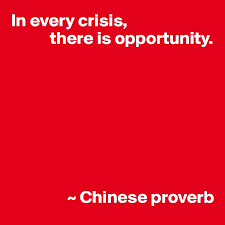 In every crisis,
there is opportunity.
~ Chinese proverb